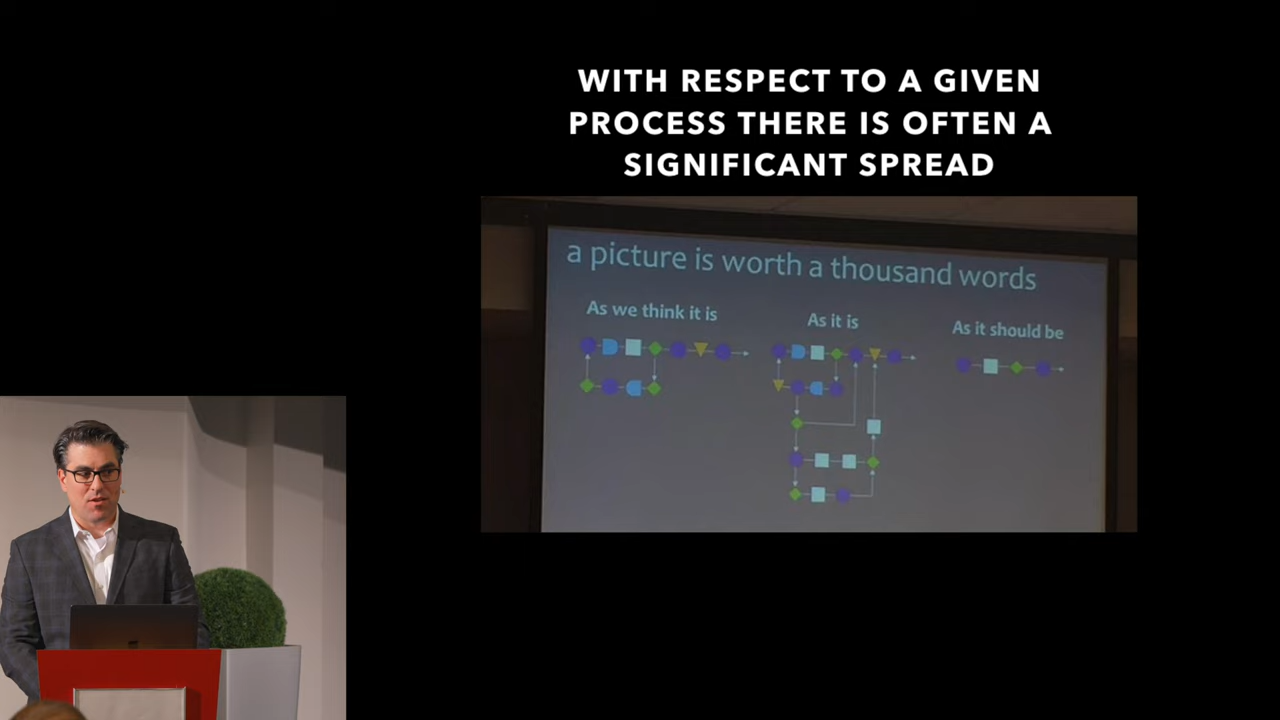 WITH RESPECT TO A GIVEN
PROCESS THERE IS OFTEN A
SIGNIFICANT SPREAD
a picture is worth a thousand words
As we think it is
As it is
As it should be